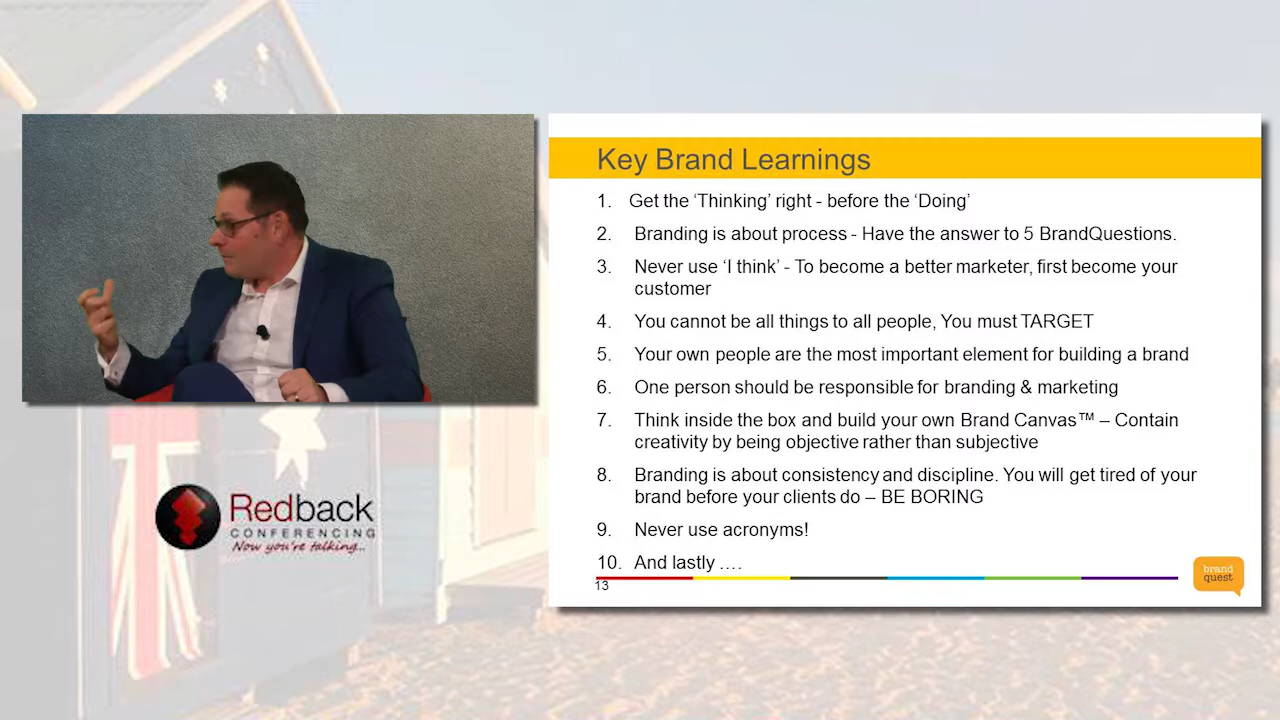 Key Brand Learnings
1. Get the ‘Thinking’ right - before the ‘Doing’
2. Branding is about process - Have the answer to 5 BrandQuestions.
3. Never use ‘I think’ - To become a better marketer, first become your
customer
4. You cannot be all things to all people, You must TARGET
5. Your own people are the most important element for building a brand
6. One person should be responsible for branding & marketing
7. Think inside the box and build your own Brand Canvas™ – Contain
creativity by being objective rather than subjective
8. Branding is about consistency and discipline. You will get tired of your
brand before your clients do – BE BORING
9. Never use acronyms!
10. And lastly ….
13
brand
quest
Redback
CONFERENCING
Now you're talking...